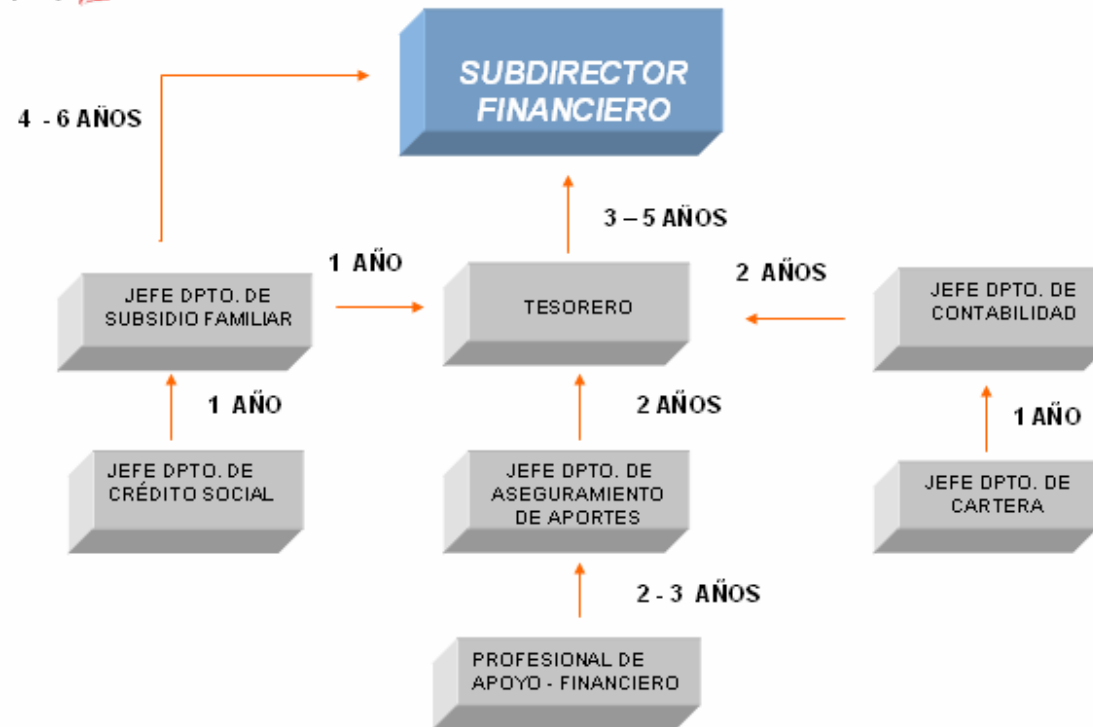 SUBDIRECTOR
FINANCIERO
4 - 6 AÑOS
3 – 5 AÑOS
1 AÑO
2 AÑOS
JEFE DPTO. DE
SUBSIDIO FAMILIAR
TESORERO
JEFE DPTO. DE
CONTABILIDAD
1 AÑO
2 AÑOS
1 AÑO
JEFE DPTO. DE
CRÉDITO SOCIAL
JEFE DPTO. DE
ASEGURAMIENTO
DE APORTES
JEFE DPTO. DE
CARTERA
2 - 3 AÑOS
PROFESIONAL DE
APOYO - FINANCIERO